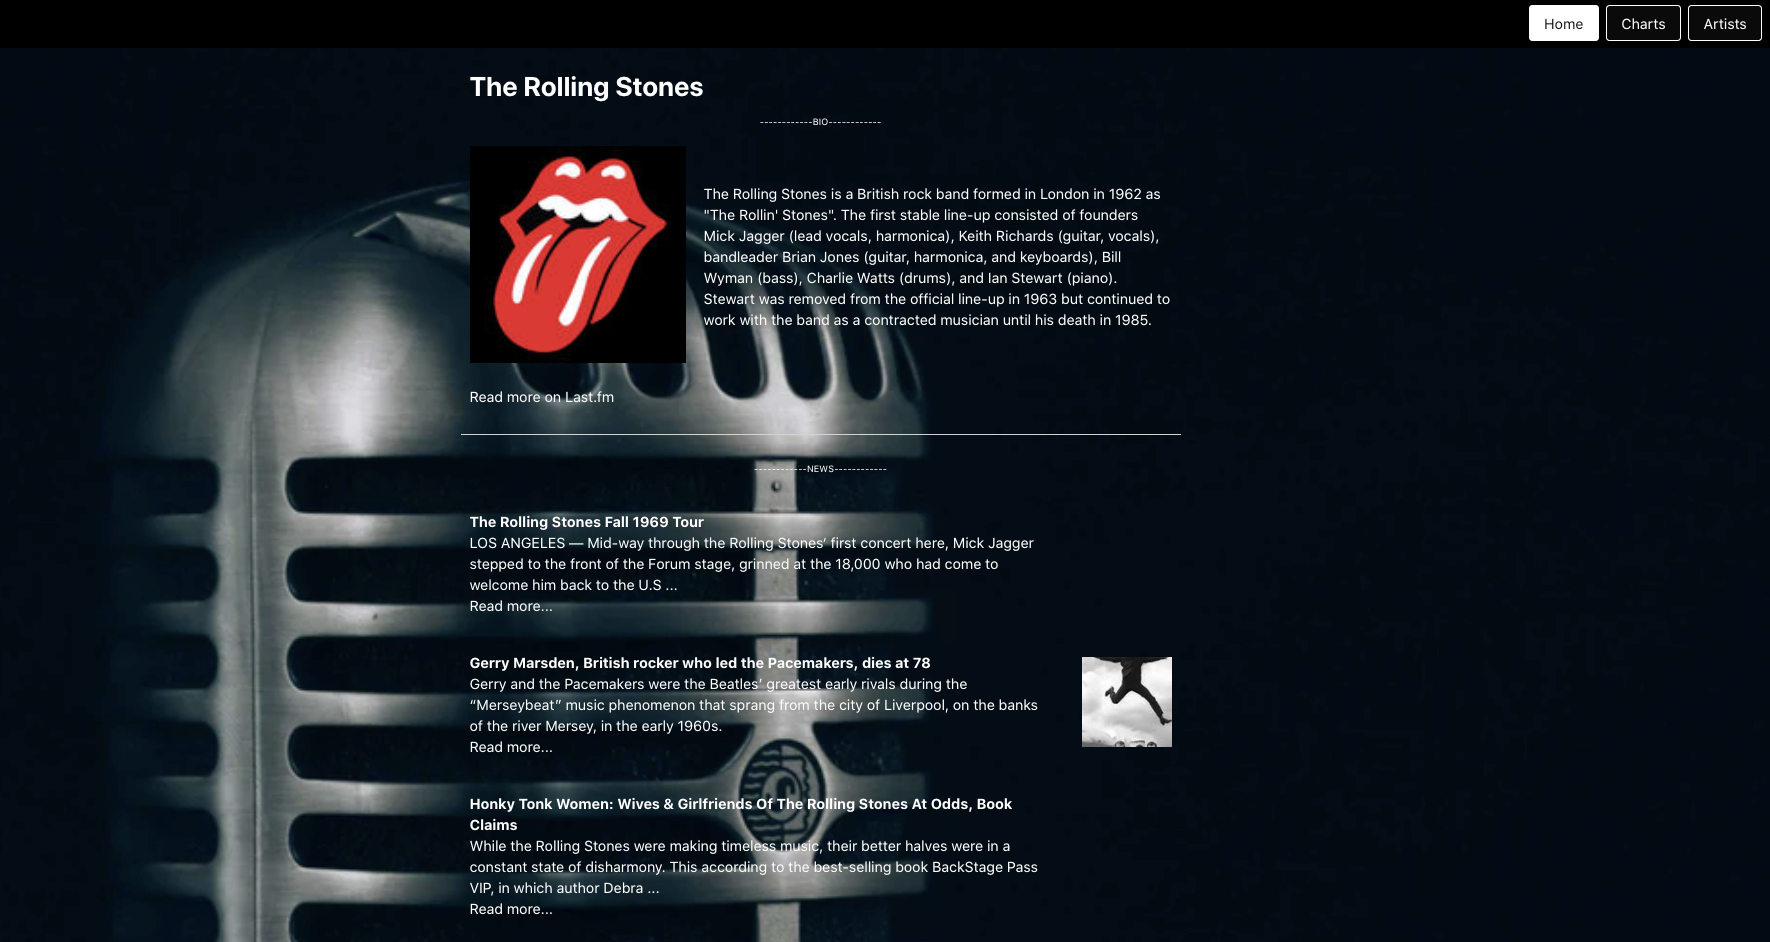 Home Charts Artists
The Rolling Stones
------------BIO------------
The Rolling Stones is a British rock band formed in London in 1962 as
"The Rollin' Stones". The first stable line-up consisted of founders
Mick Jagger (lead vocals, harmonica), Keith Richards (guitar, vocals),
bandleader Brian Jones (guitar, harmonica, and keyboards), Bill
Wyman (bass), Charlie Watts (drums), and Ian Stewart (piano).
Stewart was removed from the official line-up in 1963 but continued to
work with the band as a contracted musician until his death in 1985.
Read more on Last.fm
------------NEWS------------
The Rolling Stones Fall 1969 Tour
LOS ANGELES — Mid-way through the Rolling Stones’ first concert here, Mick Jagger
stepped to the front of the Forum stage, grinned at the 18,000 who had come to
welcome him back to the U.S ...
Read more...
Gerry Marsden, British rocker who led the Pacemakers, dies at 78
Gerry and the Pacemakers were the Beatles’ greatest early rivals during the
“Merseybeat” music phenomenon that sprang from the city of Liverpool, on the banks
of the river Mersey, in the early 1960s.
Read more...
Honky Tonk Women: Wives & Girlfriends Of The Rolling Stones At Odds, Book
Claims
While the Rolling Stones were making timeless music, their better halves were in a
constant state of disharmony. This according to the best-selling book BackStage Pass
VIP, in which author Debra ...
Read more...